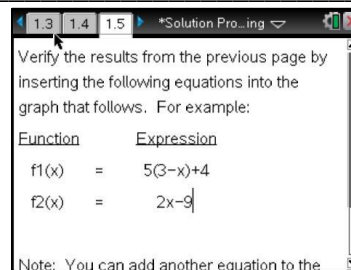 1.3 1.4 1.5 *Solution Pro...ing
Verify the results from the previous page by
inserting the following equations into the
graph that follows. For example:
Function Expression
f1(x) = 5(3-x)+4
f2(x) = 2x-9
Note: You can add another equation to the